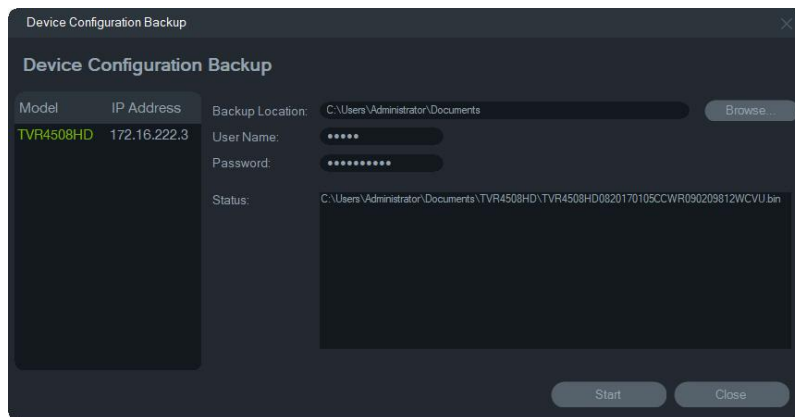 Device Configuration Backup
Device Configuration Backup
Model IP Address
TVR4508HD 172.16.222.3
Backup Location: C:\Users\Administrator\Documents Browse...
User Name: •••••
Password: ••••••••••
Status: C:\Users\Administrator\Documents\TVR4508HD\TVR4508HD0820170105CCWR090209812WCVU.bin
Start Close